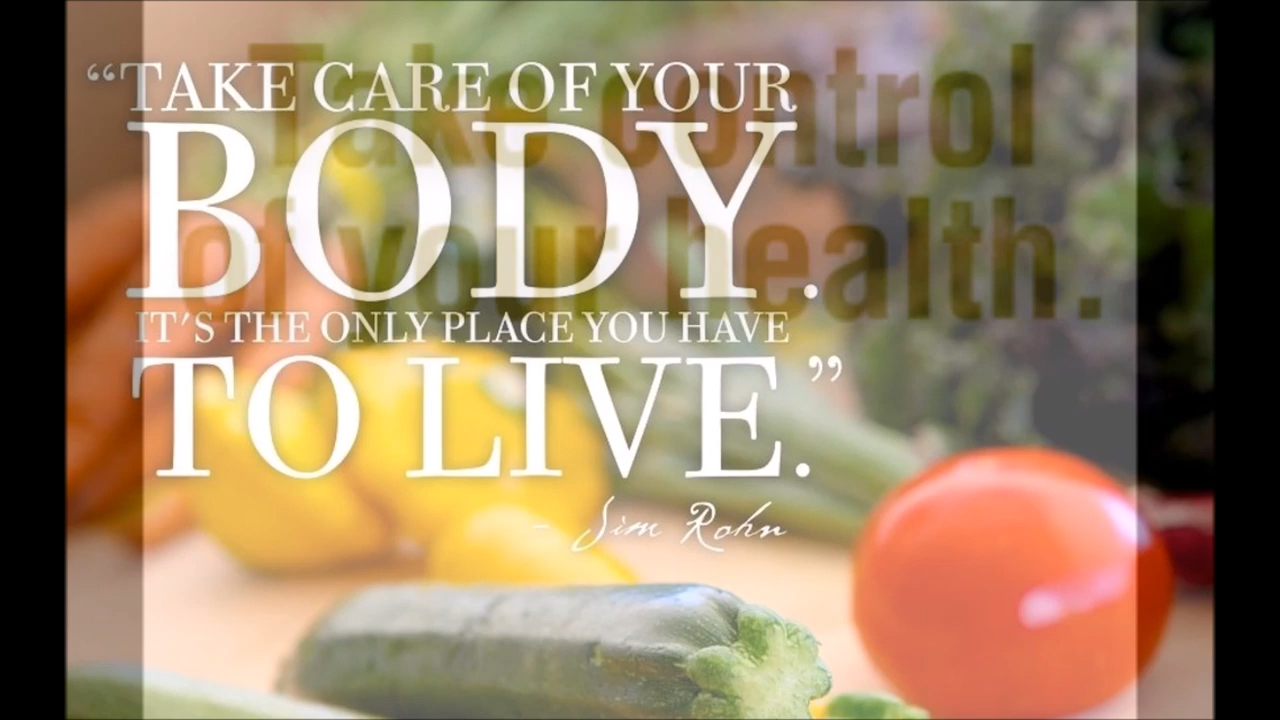 “TAKE CARE OF YOUR
BODY.
IT'S THE ONLY PLACE YOU HAVE
TO LIVE.”
- Jim Rohn
Take control
of your health.